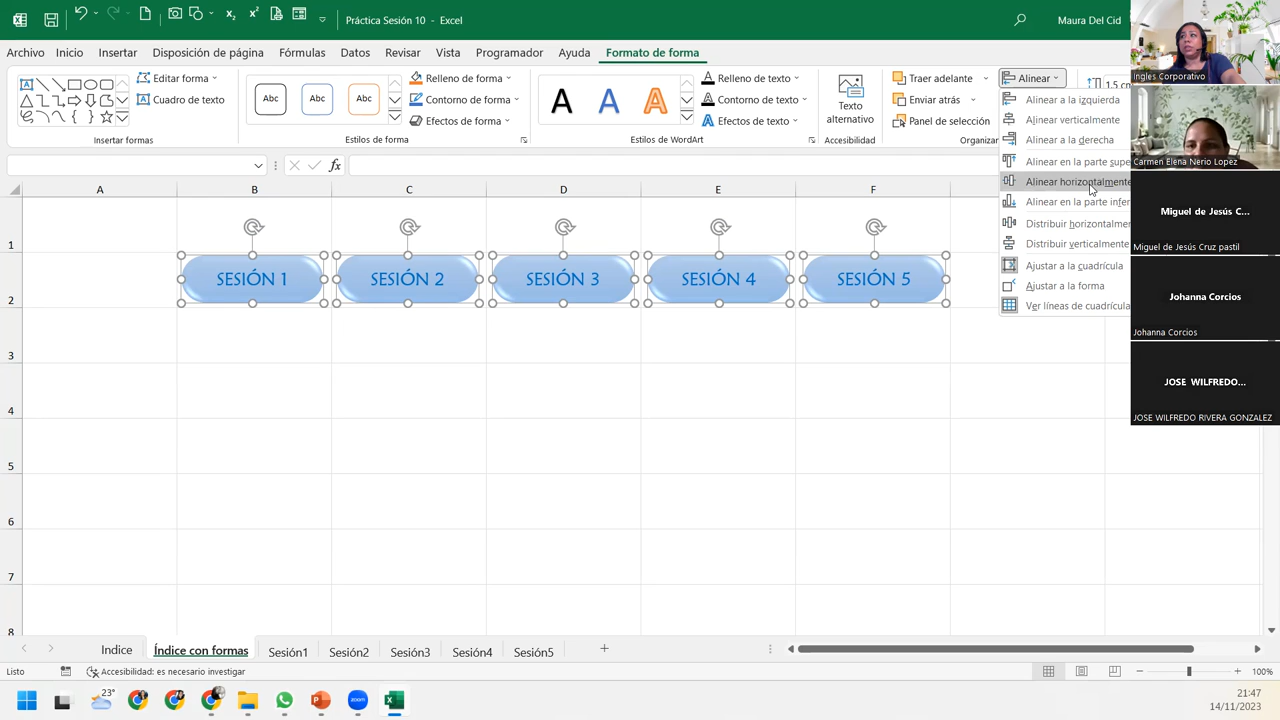 Práctica Sesión 10 - Excel
Maura Del Cid
Archivo Inicio Insertar Disposición de página Fórmulas Datos Revisar Vista Programador Ayuda Formato de forma
Editar forma
Cuadro de texto
Insertar formas
Abc Abc Abc
Relleno de forma
Contorno de forma
Efectos de forma
Estilos de forma
A A A
Relleno de texto
Contorno de texto
Efectos de texto
Estilos de WordArt
Texto
alternativo
Accesibilidad
Traer adelante
Enviar atrás
Panel de selección
Organizar
Alinear
1.5 cm
Alinear a la izquierda
Alinear verticalmente
Alinear a la derecha
Alinear en la parte supe
Alinear horizontalmente
Alinear en la parte infer
Distribuir horizontalmen
Distribuir verticalmente
Ajustar a la cuadrícula
Ajustar a la forma
Ver líneas de cuadrícula
Ingles Corporativo
Carmen Elena Nerio Lopez
Miguel de Jesús C...
Miguel de Jesús Cruz pastil
Johanna Corcios
Johanna Corcios
JOSE WILFREDO...
JOSE WILFREDO RIVERA GONZALEZ
fx
A B C D E F
1
2
3
4
5
6
7
8
SESIÓN 1 SESIÓN 2 SESIÓN 3 SESIÓN 4 SESIÓN 5
Indice Índice con formas Sesión1 Sesión2 Sesión3 Sesión4 Sesión5
Listo
Accesibilidad: es necesario investigar
100%
23°
21:47
14/11/2023